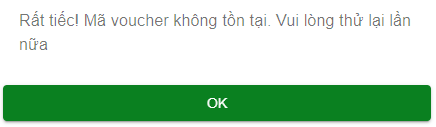 Rất tiếc! Mã voucher không tồn tại. Vui lòng thử lại lần
nữa
OK